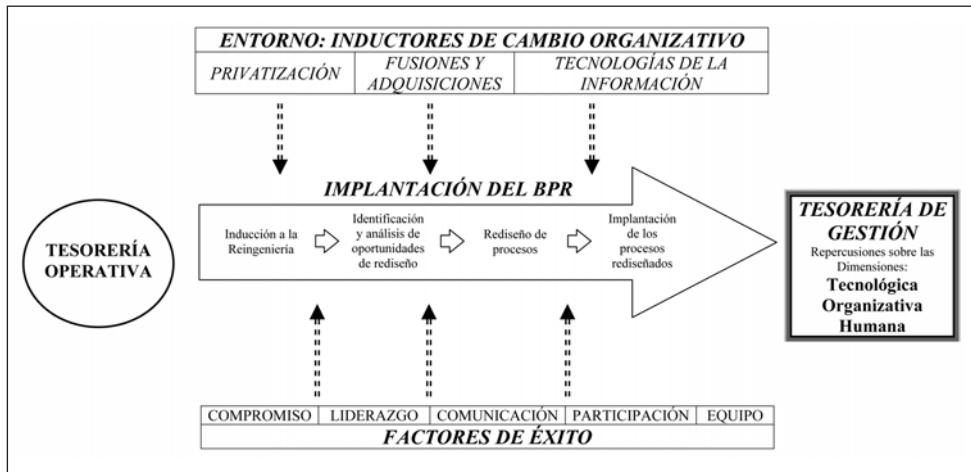 ENTORNO: INDUCTORES DE CAMBIO ORGANIZATIVO
PRIVATIZACIÓN
FUSIONES Y
ADQUISICIONES
TECNOLOGÍAS DE LA
INFORMACIÓN
TESORERÍA
OPERATIVA
IMPLANTACIÓN DEL BPR
Inducción a la
Reingeniería
Identificación
y análisis de
oportunidades
de rediseño
Rediseño de
procesos
Implantación
de los
procesos
rediseñados
TESORERÍA DE
GESTIÓN
Repercusiones sobre las
Dimensiones:
Tecnológica
Organizativa
Humana
COMPROMISO
LIDERAZGO
COMUNICACIÓN
PARTICIPACIÓN
EQUIPO
FACTORES DE ÉXITO